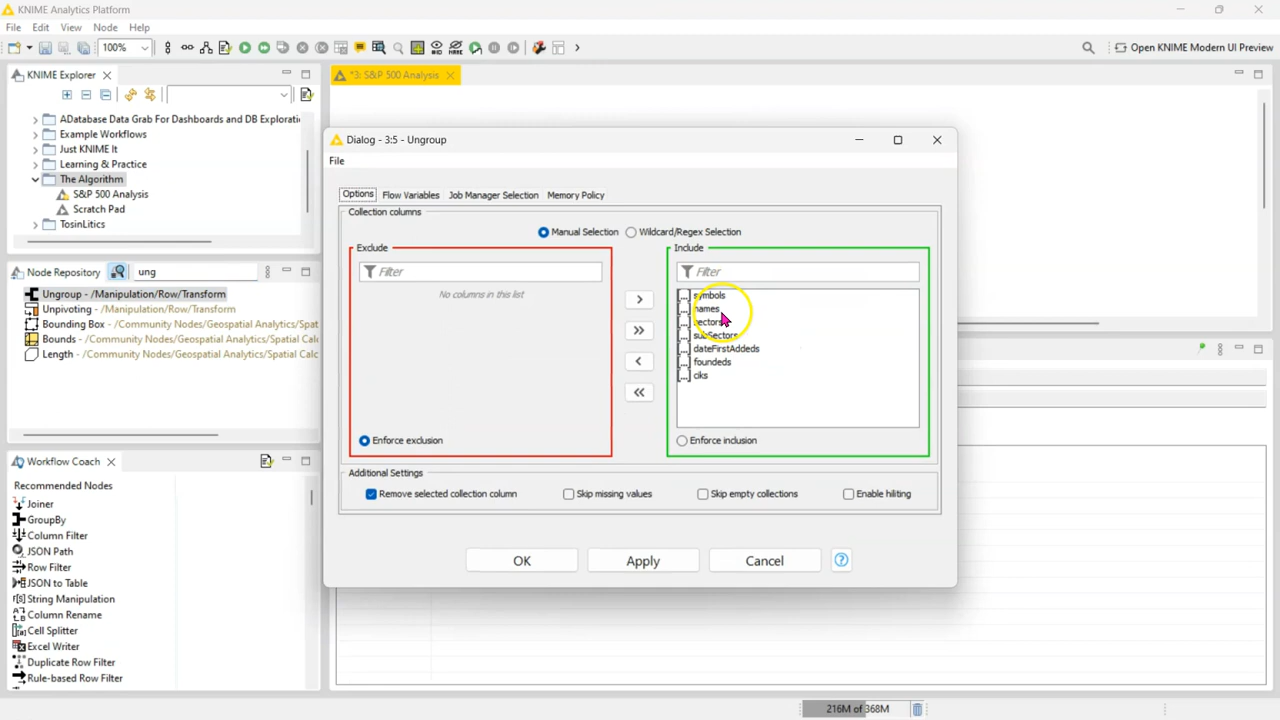 KNIME Analytics Platform
File Edit View Node Help
100%
Open KNIME Modern UI Preview
KNIME Explorer
*3: S&P 500 Analysis
ADatabase Data Grab For Dashboards and DB Explorati
Example Workflows
Just KNIME It
Learning & Practice
The Algorithm
S&P 500 Analysis
Scratch Pad
TosinLitics
Node Repository
ung
Ungroup - /Manipulation/Row/Transform
Unpivoting - /Manipulation/Row/Transform
Bounding Box - /Community Nodes/Geospatial Analytics/Spat
Bounds - /Community Nodes/Geospatial Analytics/Spatial Calc
Length - /Community Nodes/Geospatial Analytics/Spatial Calc
Workflow Coach
Recommended Nodes
Joiner
GroupBy
Column Filter
JSON Path
Row Filter
JSON to Table
String Manipulation
Column Rename
Cell Splitter
Excel Writer
Duplicate Row Filter
Rule-based Row Filter
Dialog - 3:5 - Ungroup
File
Options Flow Variables Job Manager Selection Memory Policy
Collection columns
Manual Selection Wildcard/Regex Selection
Exclude
Filter
No columns in this list
Enforce exclusion
Include
Filter
symbols
names
sectors
subSectors
dateFirstAddeds
foundeds
ciks
Enforce inclusion
Additional Settings
Remove selected collection column Skip missing values Skip empty collections Enable hiliting
OK Apply Cancel
216M of 368M